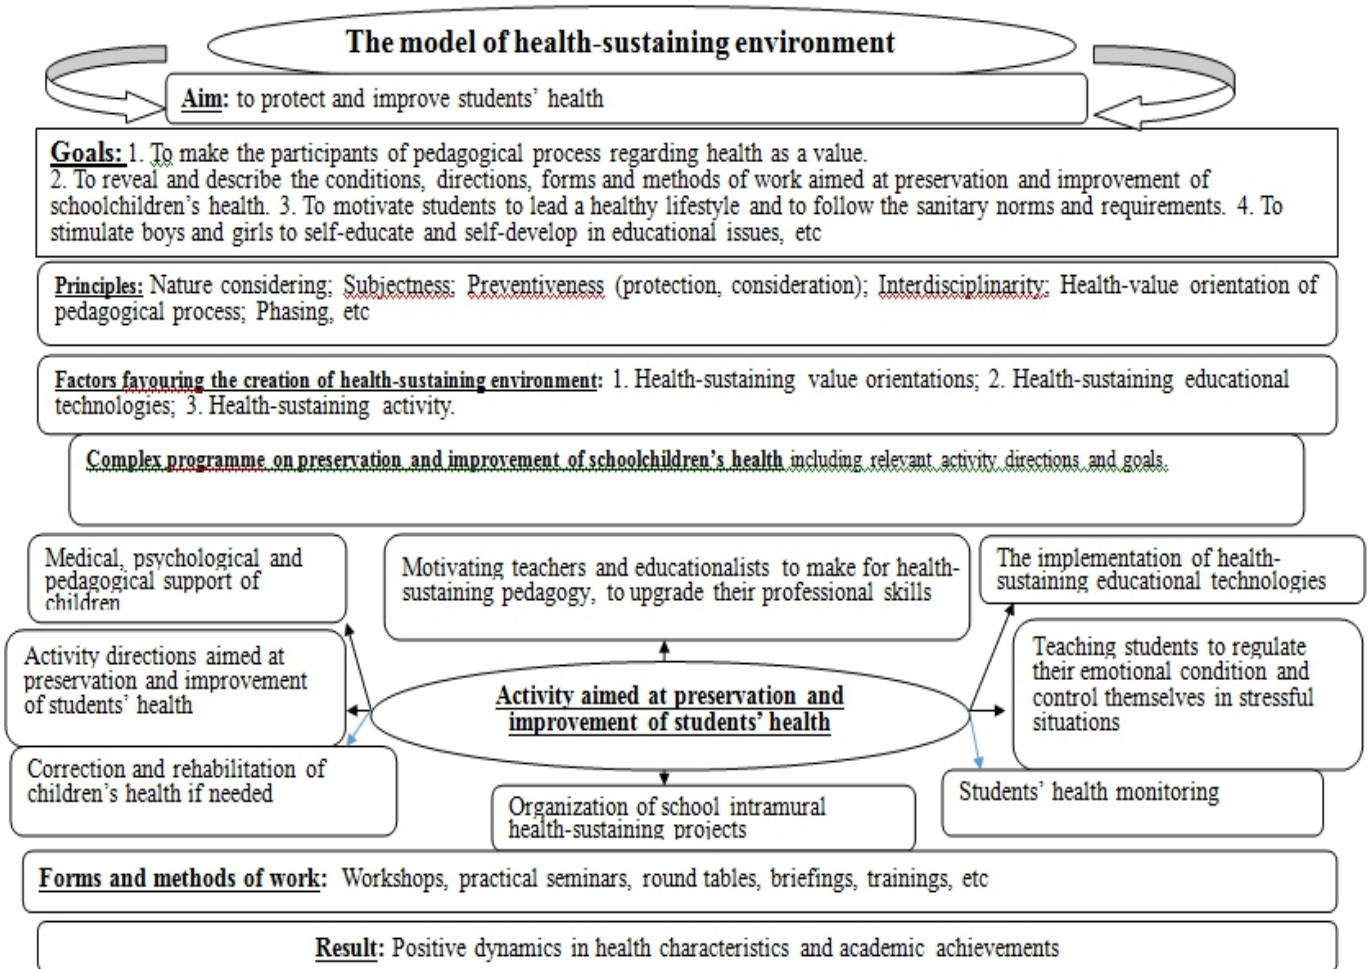 The model of health-sustaining environment
Aim: to protect and improve students’ health
Goals: 1. To make the participants of pedagogical process regarding health as a value.
2. To reveal and describe the conditions, directions, forms and methods of work aimed at preservation and improvement of
schoolchildren’s health. 3. To motivate students to lead a healthy lifestyle and to follow the sanitary norms and requirements. 4. To
stimulate boys and girls to self-educate and self-develop in educational issues, etc
Principles: Nature considering; Subjectness; Preventiveness (protection, consideration); Interdisciplinarity; Health-value orientation of
pedagogical process; Phasing, etc
Factors favouring the creation of health-sustaining environment: 1. Health-sustaining value orientations; 2. Health-sustaining educational
technologies; 3. Health-sustaining activity.
Complex programme on preservation and improvement of schoolchildren’s health including relevant activity directions and goals.
Medical, psychological and
pedagogical support of
children
Motivating teachers and educationalists to make for health-
sustaining pedagogy, to upgrade their professional skills
The implementation of health-
sustaining educational technologies
Activity directions aimed at
preservation and improvement
of students’ health
Activity aimed at preservation and
improvement of students’ health
Teaching students to regulate
their emotional condition and
control themselves in stressful
situations
Correction and rehabilitation of
children’s health if needed
Organization of school intramural
health-sustaining projects
Students’ health monitoring
Forms and methods of work: Workshops, practical seminars, round tables, briefings, trainings, etc
Result: Positive dynamics in health characteristics and academic achievements